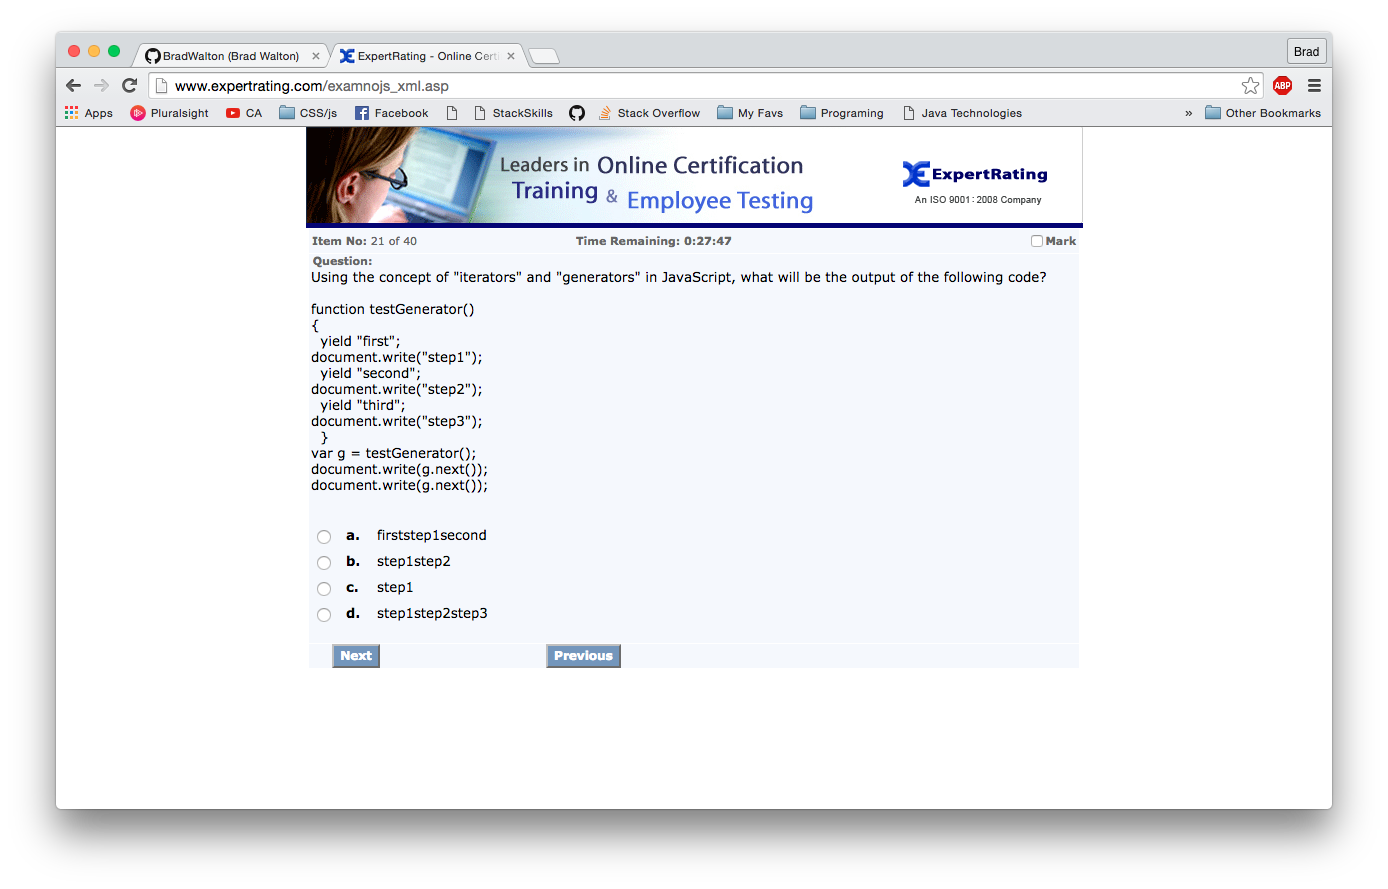 BradWalton (Brad Walton)
ExpertRating - Online Certi
Brad
www.expertrating.com/examnojs_xml.asp
ABP
Apps
Pluralsight
CA
CSS/js
Facebook
StackSkills
Stack Overflow
My Favs
Programing
Java Technologies
»
Other Bookmarks
Leaders in Online Certification
Training & Employee Testing
ExpertRating
An ISO 9001:2008 Company
Item No: 21 of 40
Time Remaining: 0:27:47
Mark
Question:
Using the concept of "iterators" and "generators" in JavaScript, what will be the output of the following code?
function testGenerator()
{
yield "first";
document.write("step1");
yield "second";
document.write("step2");
yield "third";
document.write("step3");
}
var g = testGenerator();
document.write(g.next());
document.write(g.next());
a. firststep1second
b. step1step2
c. step1
d. step1step2step3
Next
Previous